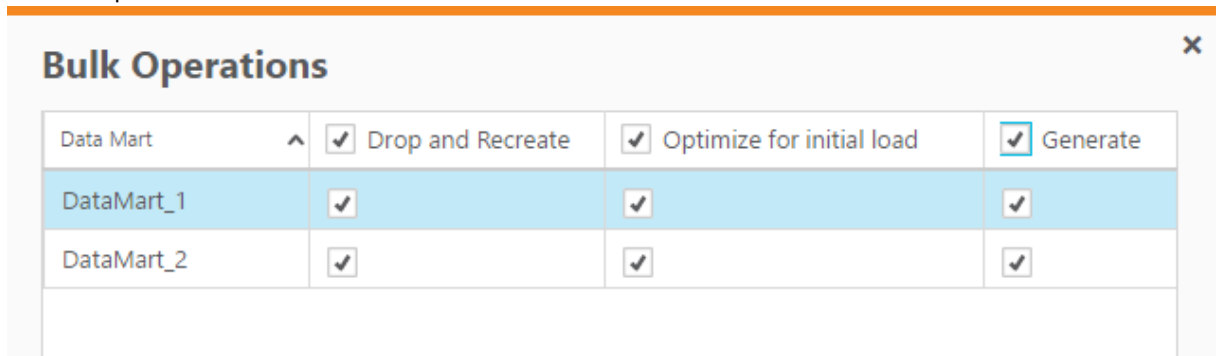 Bulk Operations
Data Mart Drop and Recreate Optimize for initial load Generate
DataMart_1
DataMart_2